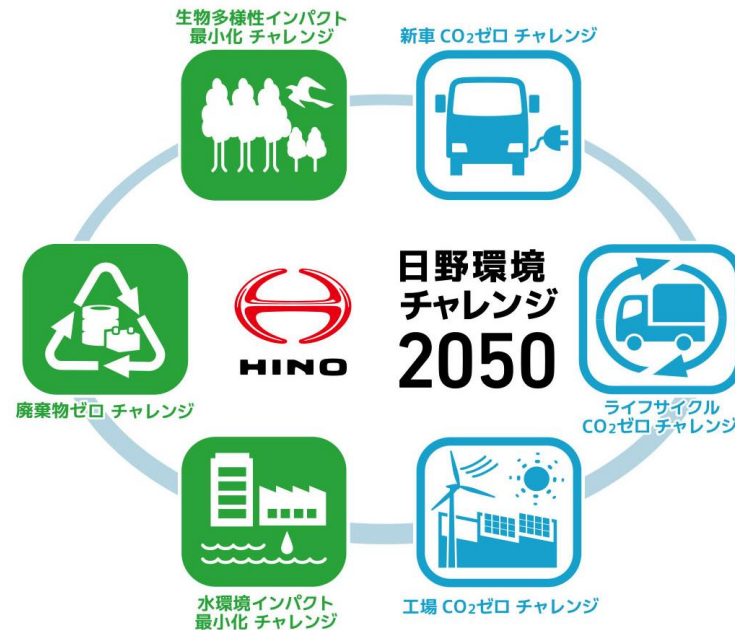 生物多様性インパクト
最小化 チャレンジ
新車 CO₂ゼロ チャレンジ
日野環境
チャレンジ
2050
HINO
ライフサイクル
CO₂ゼロ チャレンジ
廃棄物ゼロ チャレンジ
水環境インパクト
最小化 チャレンジ
工場 CO₂ゼロ チャレンジ